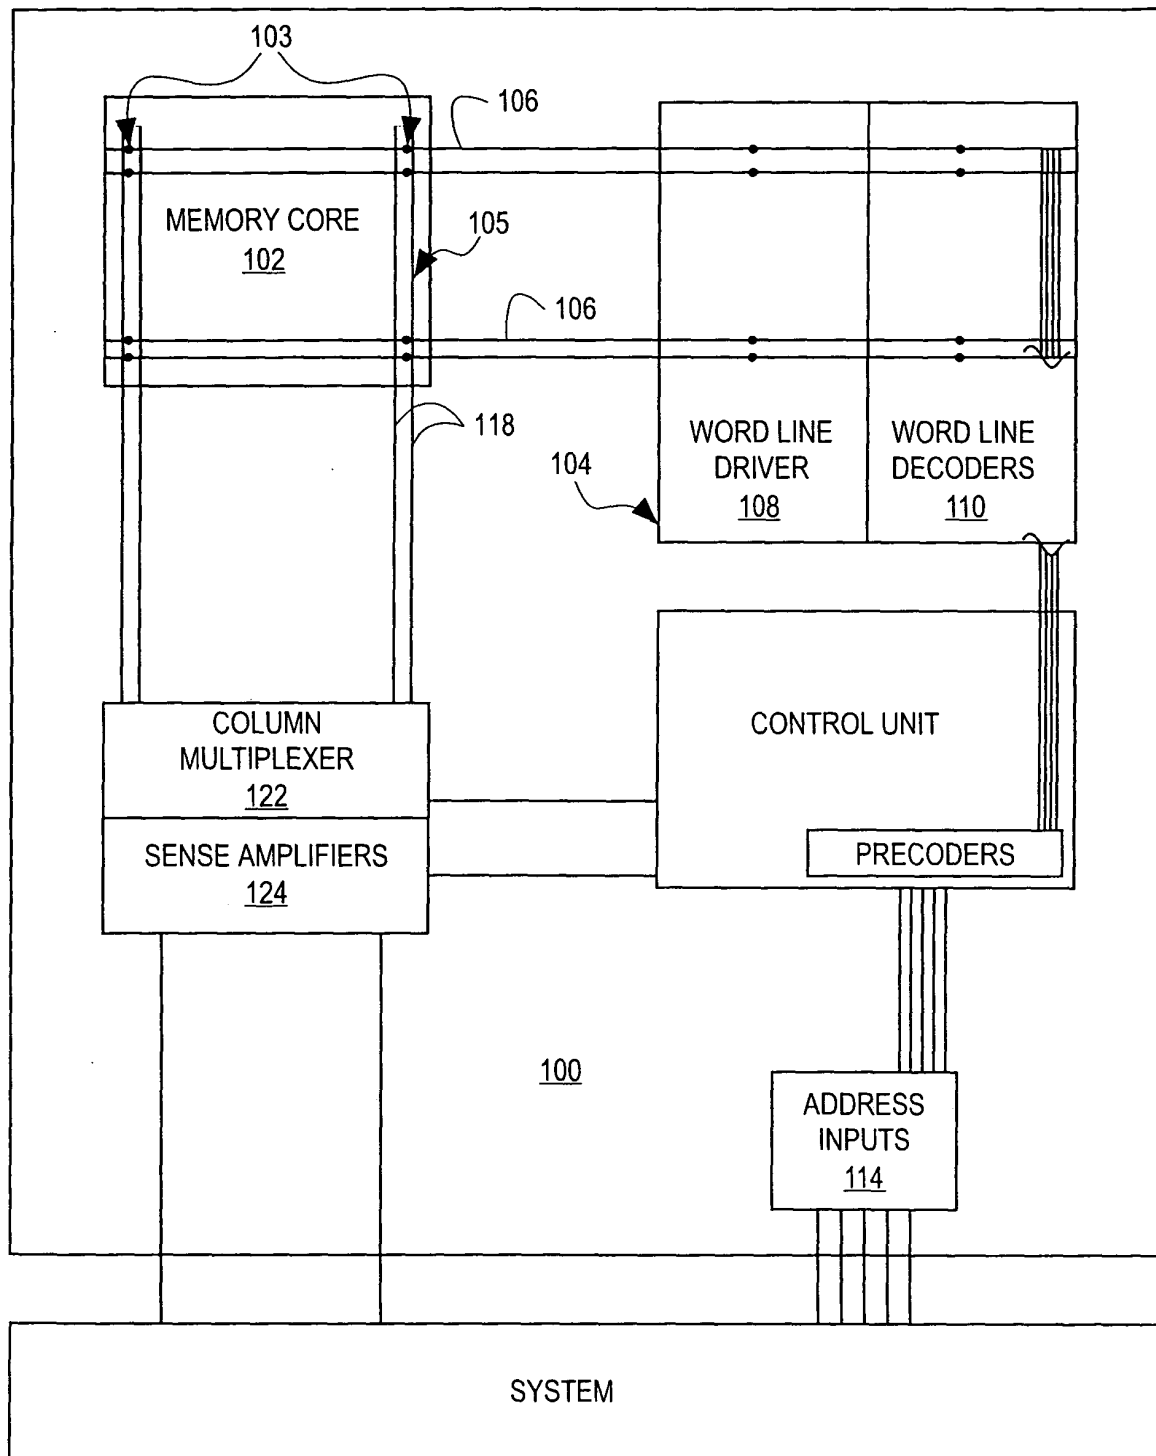 103
106
MEMORY CORE
102
105
106
118
104
WORD LINE
DRIVER
108
WORD LINE
DECODERS
110
COLUMN
MULTIPLEXER
122
CONTROL UNIT
SENSE AMPLIFIERS
124
PRECODERS
100
ADDRESS
INPUTS
114
SYSTEM